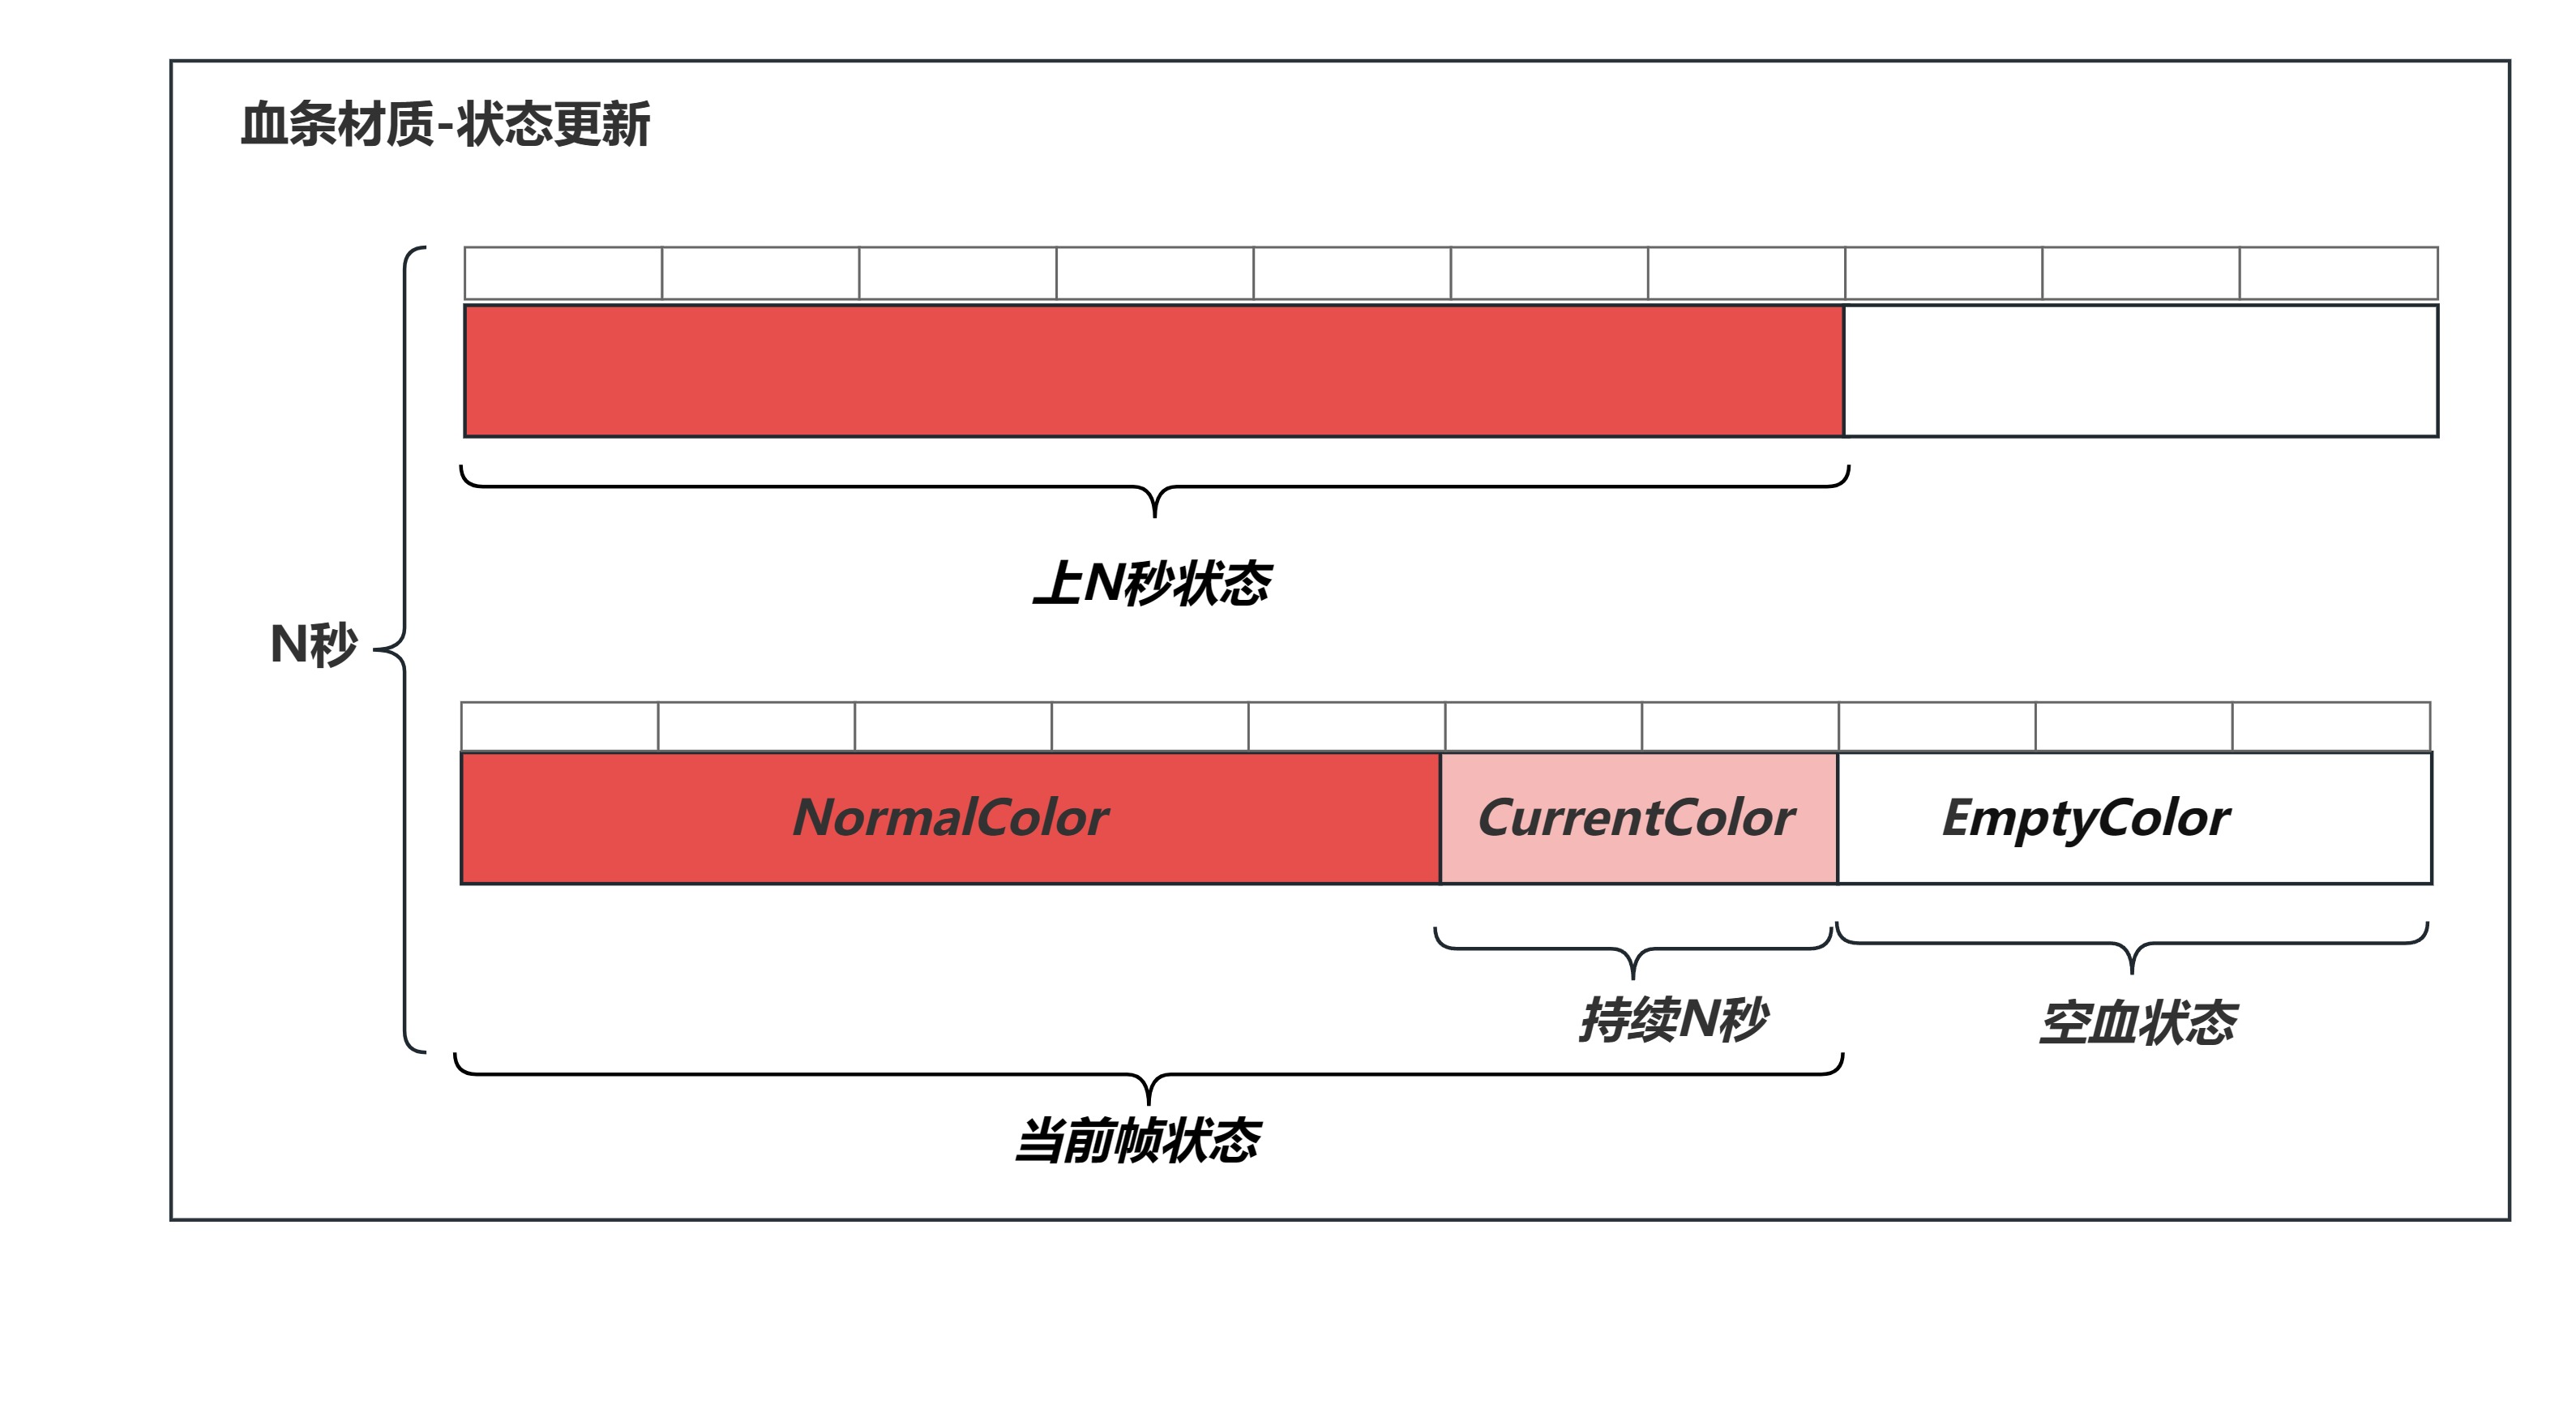 血条材质-状态更新
上N秒状态
N秒
NormalColor
CurrentColor
EmptyColor
持续N秒
空血状态
当前帧状态